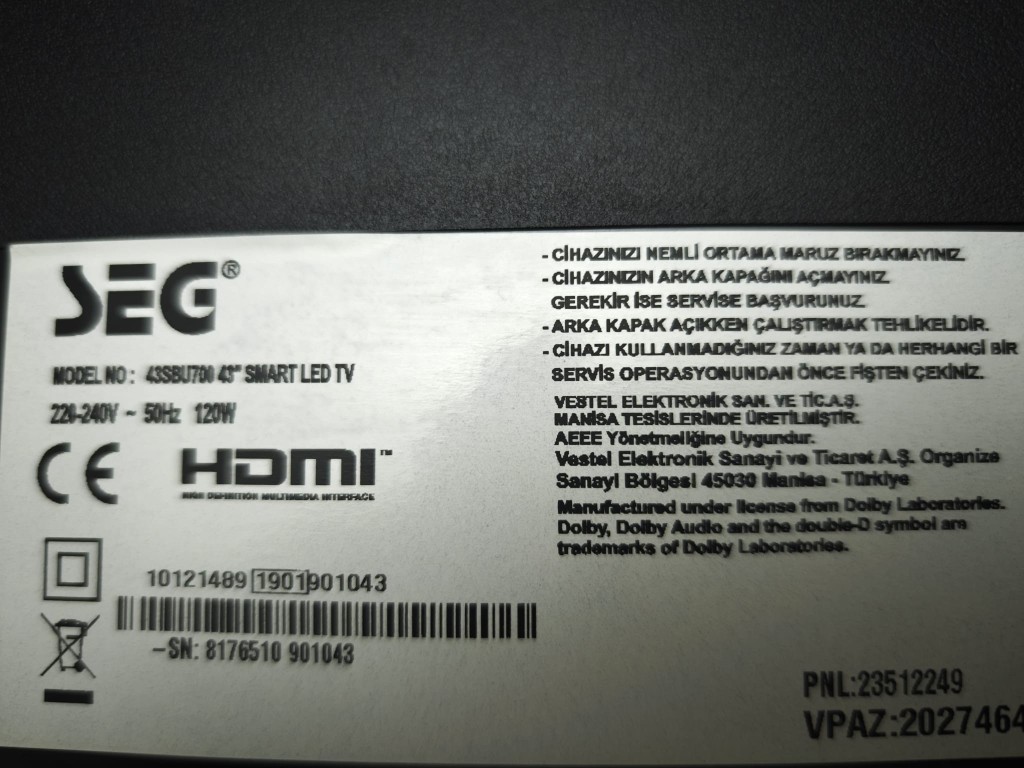 SEG®
MODEL NO : 43SBU700 43" SMART LED TV
220-240V ~ 50Hz 120W
CE HDMI™
HIGH DEFINITION MULTIMEDIA INTERFACE
10121489 1901901043
-SN: 8176510 901043
- CİHAZINIZI NEMLİ ORTAMA MARUZ BIRAKMAYINIZ.
- CİHAZINIZIN ARKA KAPAĞINI AÇMAYINIZ.
GEREKİR İSE SERVİSE BAŞVURUNUZ.
- ARKA KAPAK AÇIKKEN ÇALIŞTIRMAK TEHLİKELİDİR.
- CİHAZI KULLANMADIĞINIZ ZAMAN YA DA HERHANGİ BİR
SERVİS OPERASYONUNDAN ÖNCE FİŞTEN ÇEKİNİZ.
VESTEL ELEKTRONİK SAN. VE TİC.A.Ş.
MANİSA TESİSLERİNDE ÜRETİLMİŞTİR.
AEEE Yönetmeliğine Uygundur.
Vestel Elektronik Sanayi ve Ticaret A.Ş. Organize
Sanayi Bölgesi 45030 Manisa - Türkiye
Manufactured under license from Dolby Laboratories.
Dolby, Dolby Audio and the double-D symbol are
trademarks of Dolby Laboratories.
PNL:23512249
VPAZ:2027464